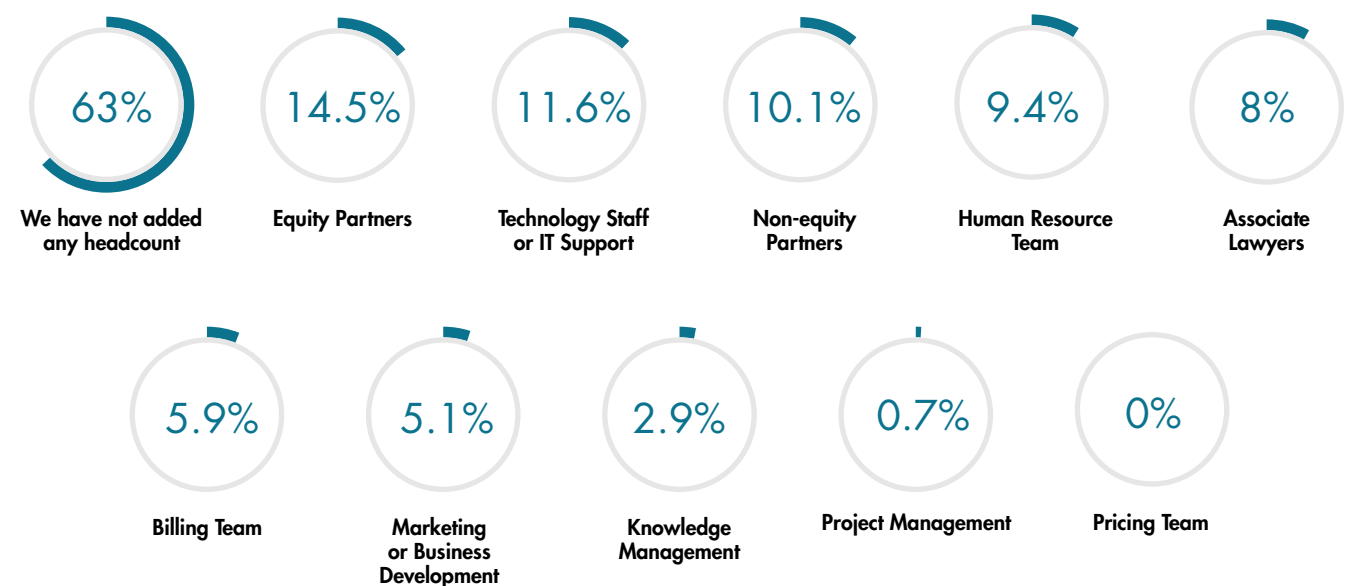 63%
14.5%
11.6%
10.1%
9.4%
8%
We have not added
any headcount
Equity Partners
Technology Staff
or IT Support
Non-equity
Partners
Human Resource
Team
Associate
Lawyers
5.9%
5.1%
2.9%
0.7%
0%
Billing Team
Marketing
or Business
Development
Knowledge
Management
Project Management
Pricing Team